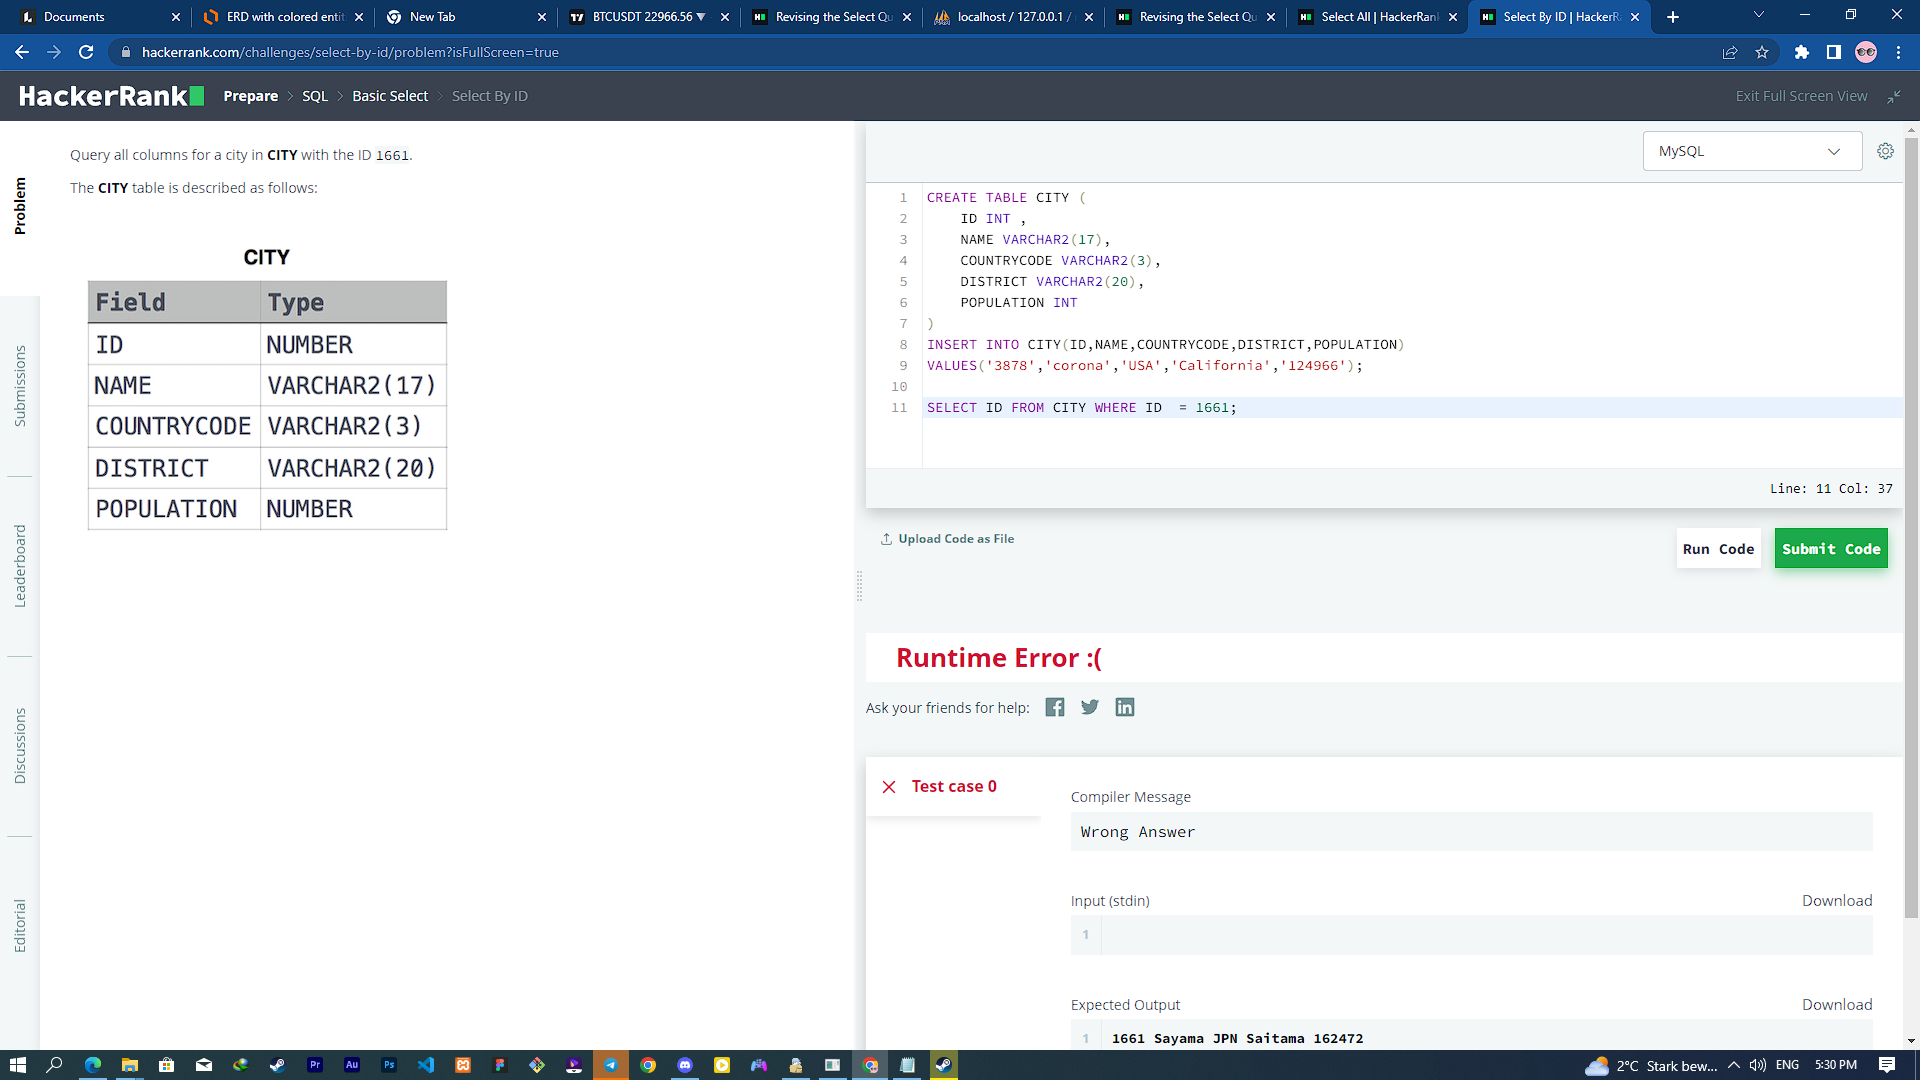 Documents
ERD with colored entit
New Tab
BTCUSDT 22966.56 ▼
Revising the Select Qu
localhost / 127.0.0.1 /
Revising the Select Qu
Select All | HackerRank
Select By ID | HackerRa
hackerrank.com/challenges/select-by-id/problem?isFullScreen=true
HackerRank
Prepare > SQL > Basic Select > Select By ID
Exit Full Screen View
Problem
Submissions
Leaderboard
Discussions
Editorial
Query all columns for a city in CITY with the ID 1661.
The CITY table is described as follows:
CITY
Field Type
ID NUMBER
NAME VARCHAR2(17)
COUNTRYCODE VARCHAR2(3)
DISTRICT VARCHAR2(20)
POPULATION NUMBER
MySQL
1 CREATE TABLE CITY (
2 ID INT ,
3 NAME VARCHAR2(17),
4 COUNTRYCODE VARCHAR2(3),
5 DISTRICT VARCHAR2(20),
6 POPULATION INT
7 )
8 INSERT INTO CITY(ID,NAME,COUNTRYCODE,DISTRICT,POPULATION)
9 VALUES('3878','corona','USA','California','124966');
10
11 SELECT ID FROM CITY WHERE ID  = 1661;
Line: 11 Col: 37
Upload Code as File
Run Code
Submit Code
Runtime Error :(
Ask your friends for help:
Test case 0
Compiler Message
Wrong Answer
Input (stdin)
Download
1
Expected Output
Download
1 1661 Sayama JPN Saitama 162472
Pr
Au
Ps
2°C Stark bew...
ENG
5:30 PM